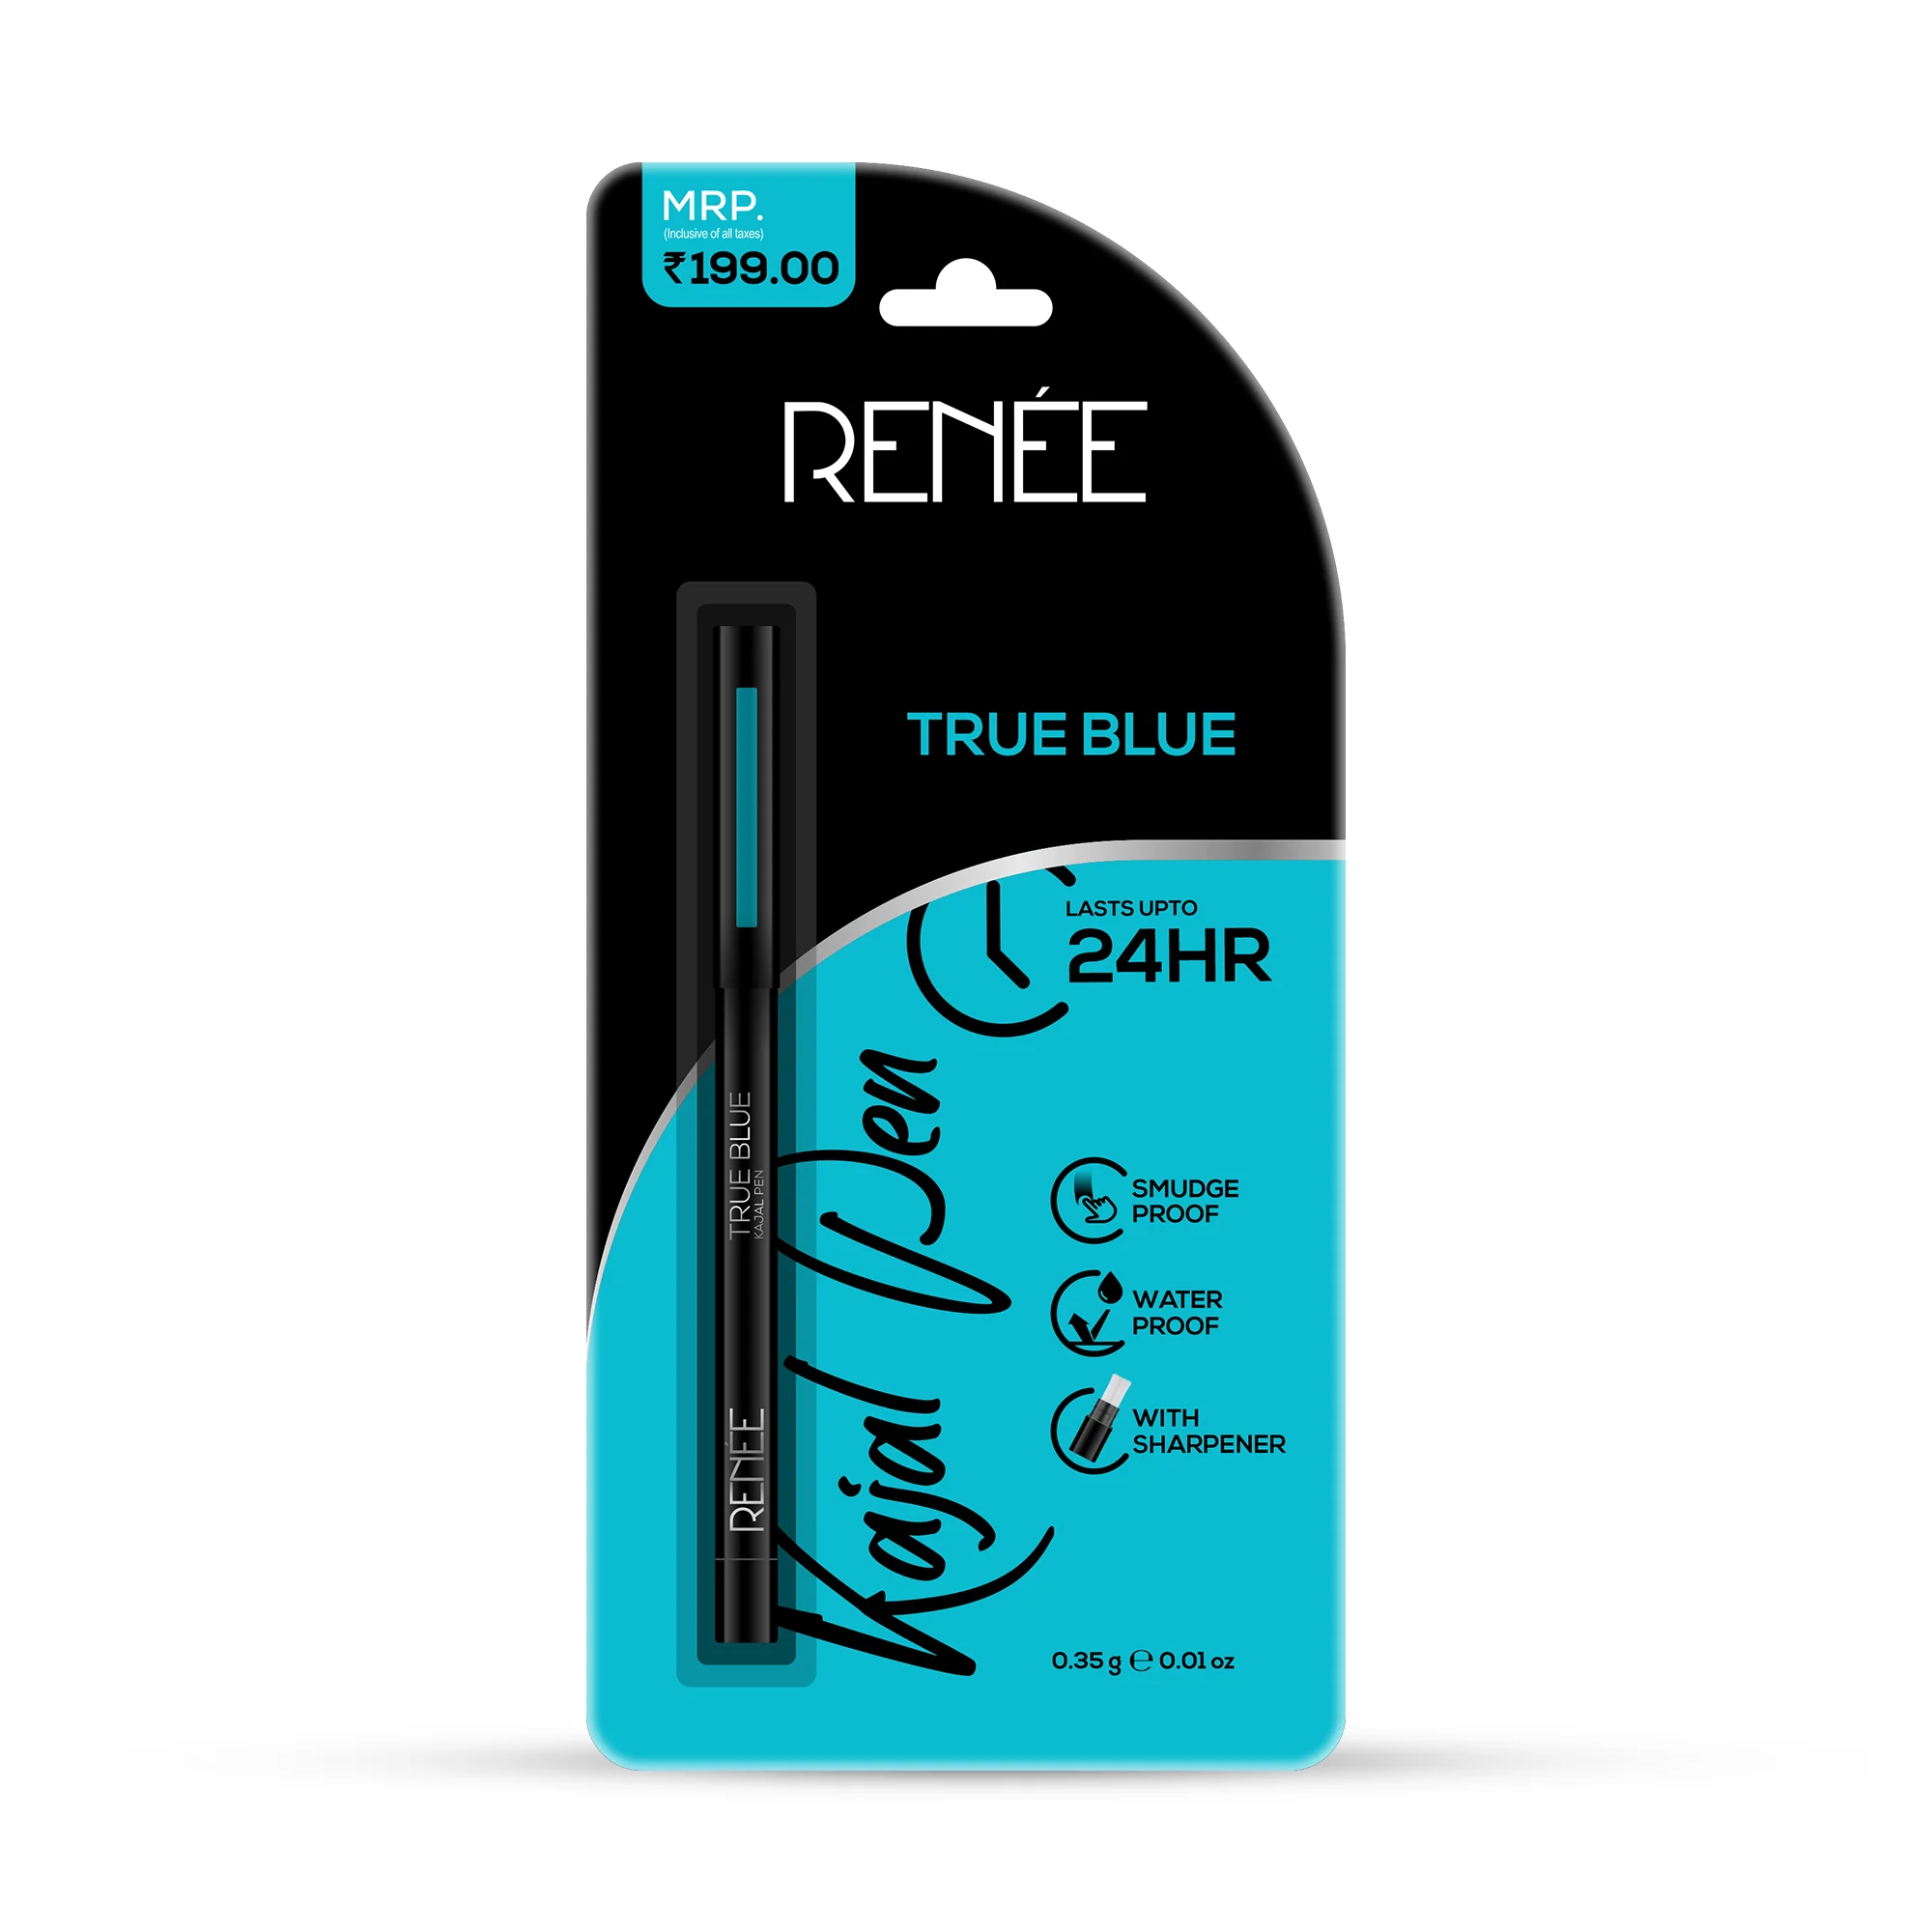 MRP.
(Inclusive of all taxes)
₹199.00
RENÉE
TRUE BLUE
LASTS UPTO
24HR
Kajal Pen
SMUDGE
PROOF
WATER
PROOF
WITH
SHARPENER
0.35 g ℮ 0.01 oz
TRUE BLUE
KAJAL PEN
RENÉE